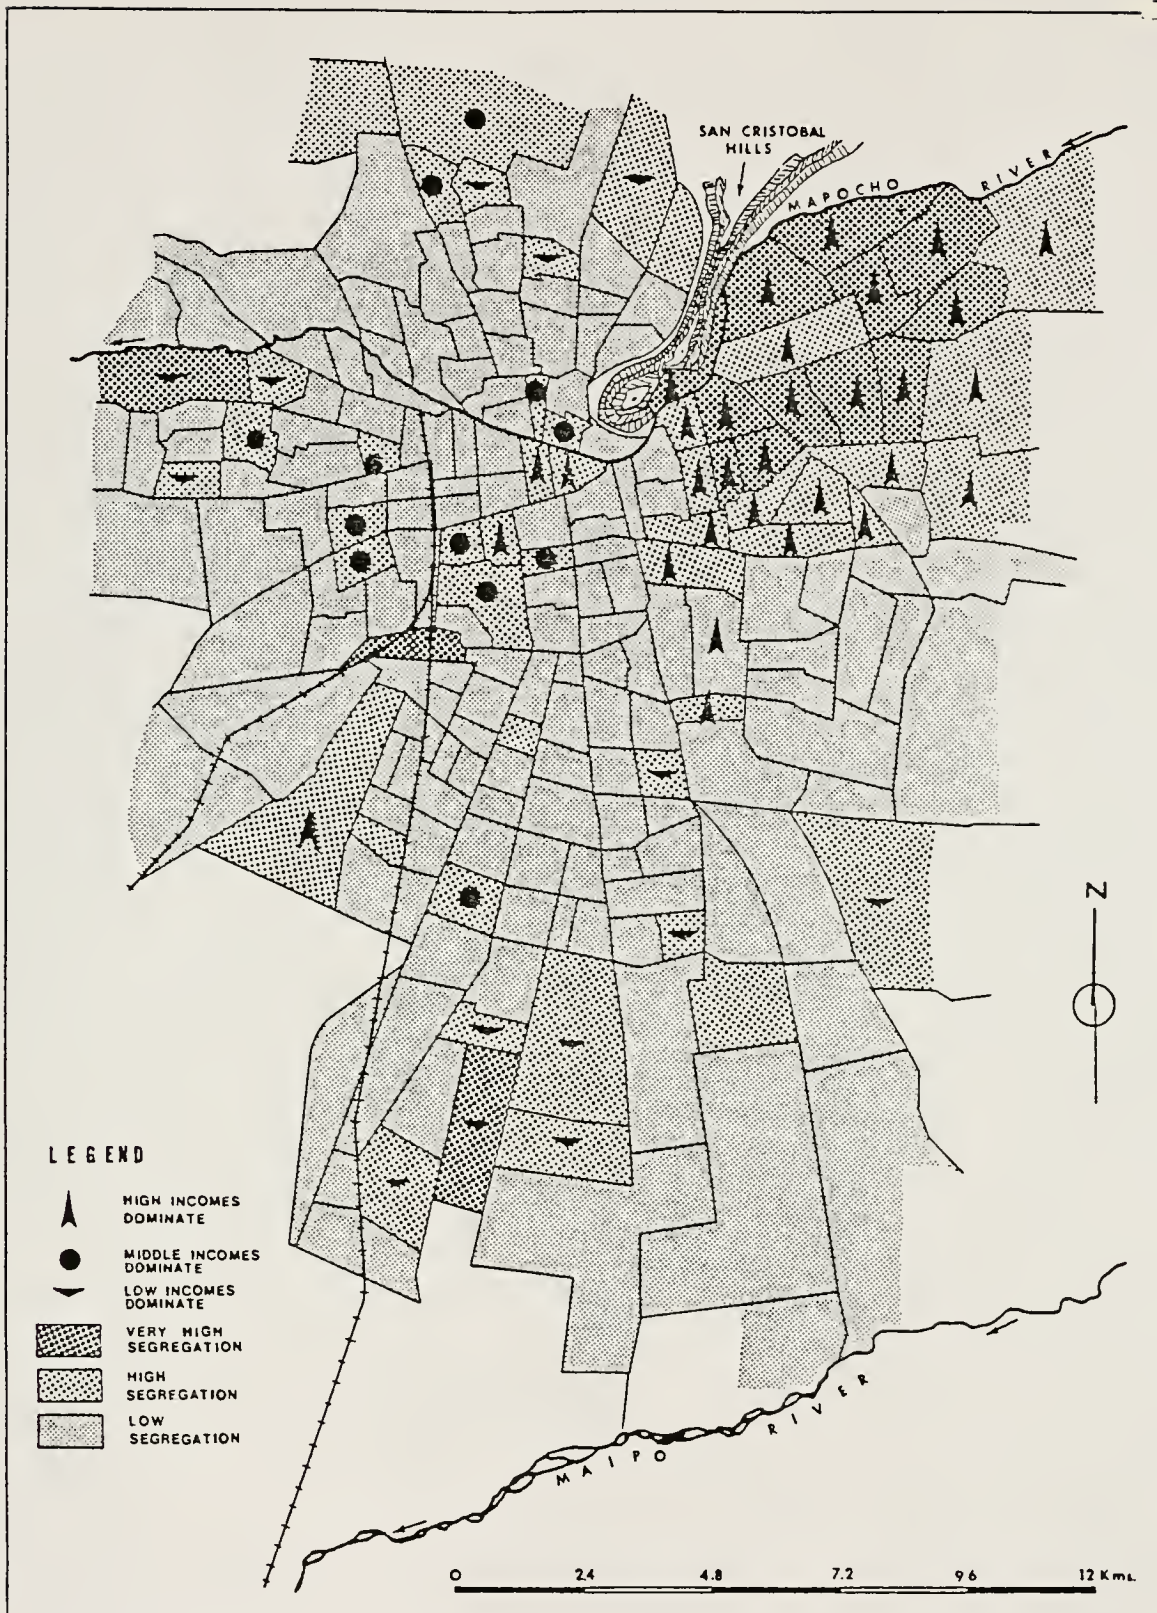 SAN CRISTOBAL
HILLS
MAPOCHO RIVER
N
LEGEND
HIGH INCOMES
DOMINATE
MIDDLE INCOMES
DOMINATE
LOW INCOMES
DOMINATE
VERY HIGH
SEGREGATION
HIGH
SEGREGATION
LOW
SEGREGATION
MAIPO RIVER
0 2.4 4.8 7.2 9 6 12 Kms.